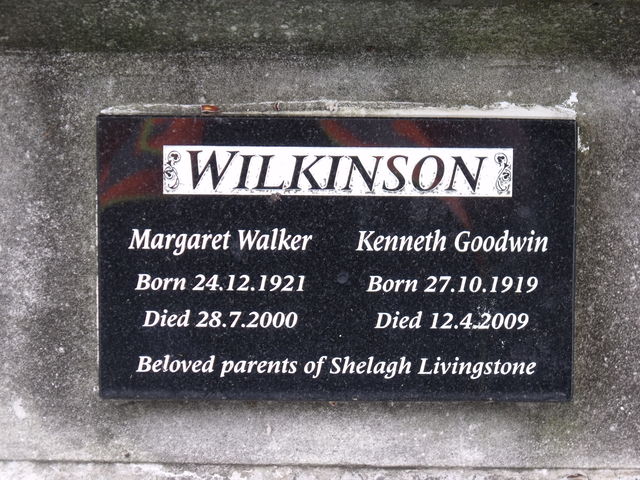 WILKINSON
Margaret Walker Kenneth Goodwin
Born 24.12.1921 Born 27.10.1919
Died 28.7.2000 Died 12.4.2009
Beloved parents of Shelagh Livingstone